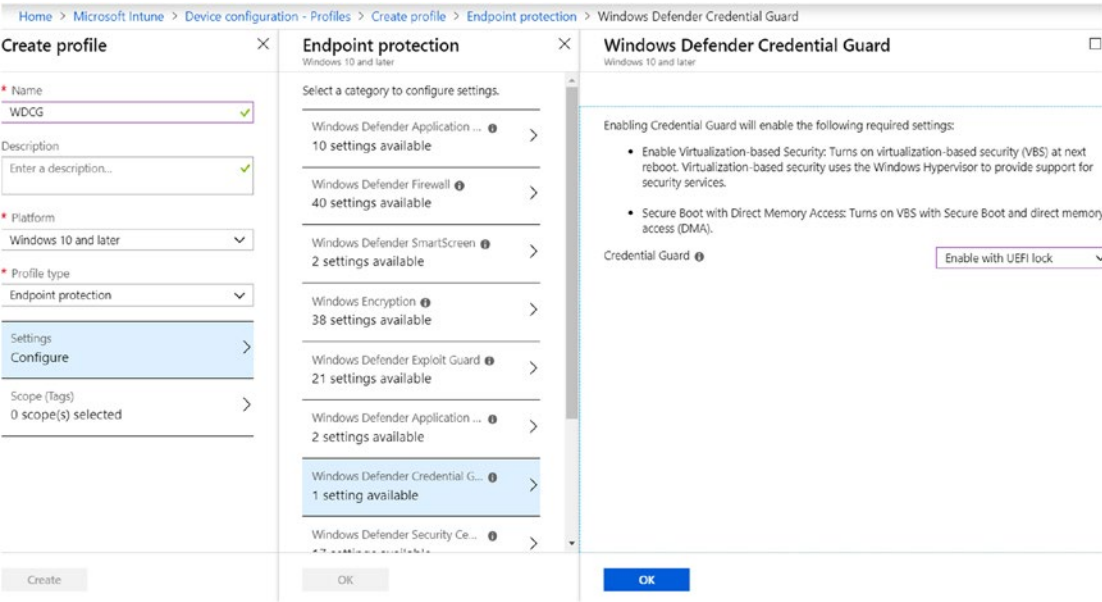 Home > Microsoft Intune > Device configuration - Profiles > Create profile > Endpoint protection > Windows Defender Credential Guard
Create profile
* Name
WDCG
Description
Enter a description...
* Platform
Windows 10 and later
* Profile type
Endpoint protection
Settings
Configure
Scope (Tags)
0 scope(s) selected
Create
Endpoint protection
Windows 10 and later
Select a category to configure settings.
Windows Defender Application ...
10 settings available
Windows Defender Firewall
40 settings available
Windows Defender SmartScreen
2 settings available
Windows Encryption
38 settings available
Windows Defender Exploit Guard
21 settings available
Windows Defender Application ...
2 settings available
Windows Defender Credential G...
1 setting available
Windows Defender Security Ce...
17 settings available
OK
Windows Defender Credential Guard
Windows 10 and later
Enabling Credential Guard will enable the following required settings:
• Enable Virtualization-based Security: Turns on virtualization-based security (VBS) at next
reboot. Virtualization-based security uses the Windows Hypervisor to provide support for
security services.
• Secure Boot with Direct Memory Access: Turns on VBS with Secure Boot and direct memory
access (DMA).
Credential Guard
Enable with UEFI lock
OK